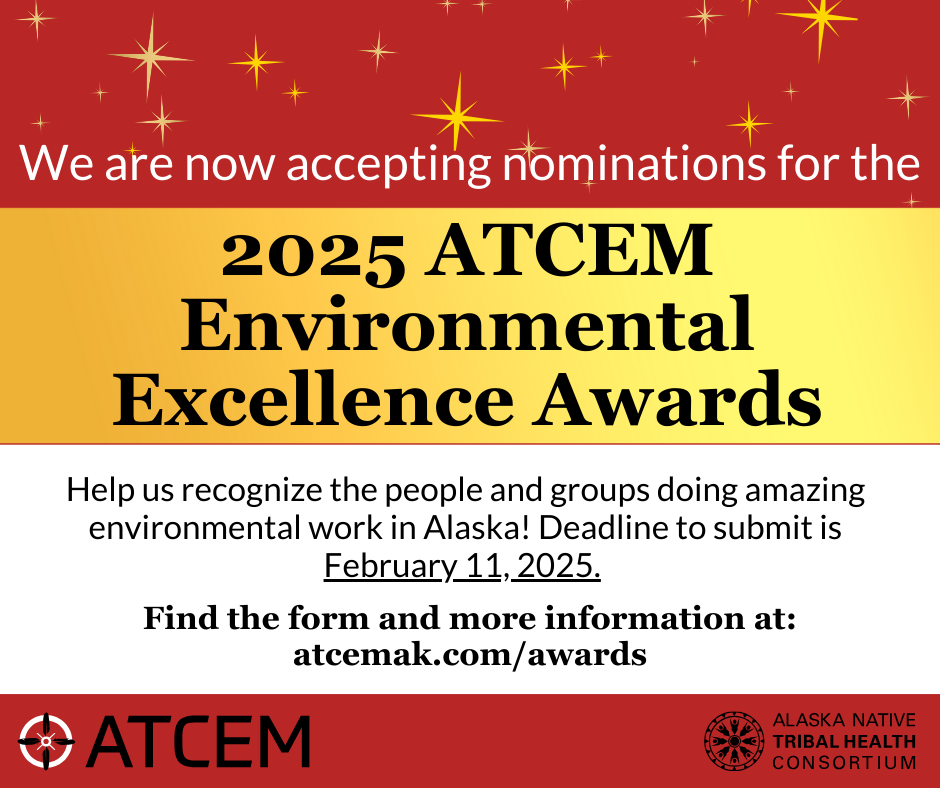 We are now accepting nominations for the
2025 ATCEM
Environmental
Excellence Awards
Help us recognize the people and groups doing amazing
environmental work in Alaska! Deadline to submit is
February 11, 2025.
Find the form and more information at:
atcemak.com/awards
ATCEM
ALASKA NATIVE
TRIBAL HEALTH
CONSORTIUM